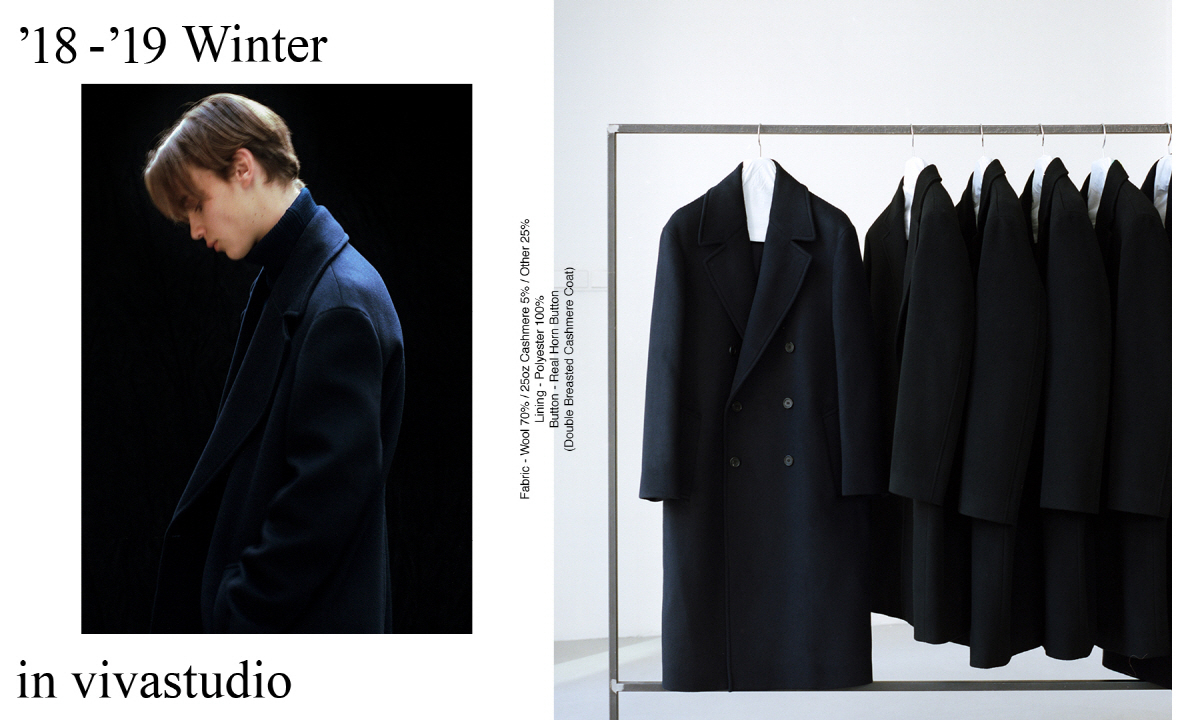 ’18 -’19 Winter
Fabric - Wool 70% / 25oz Cashmere 5% / Other 25%
Lining - Polyester 100%
Button - Real Horn Button
(Double Breasted Cashmere Coat)
in vivastudio